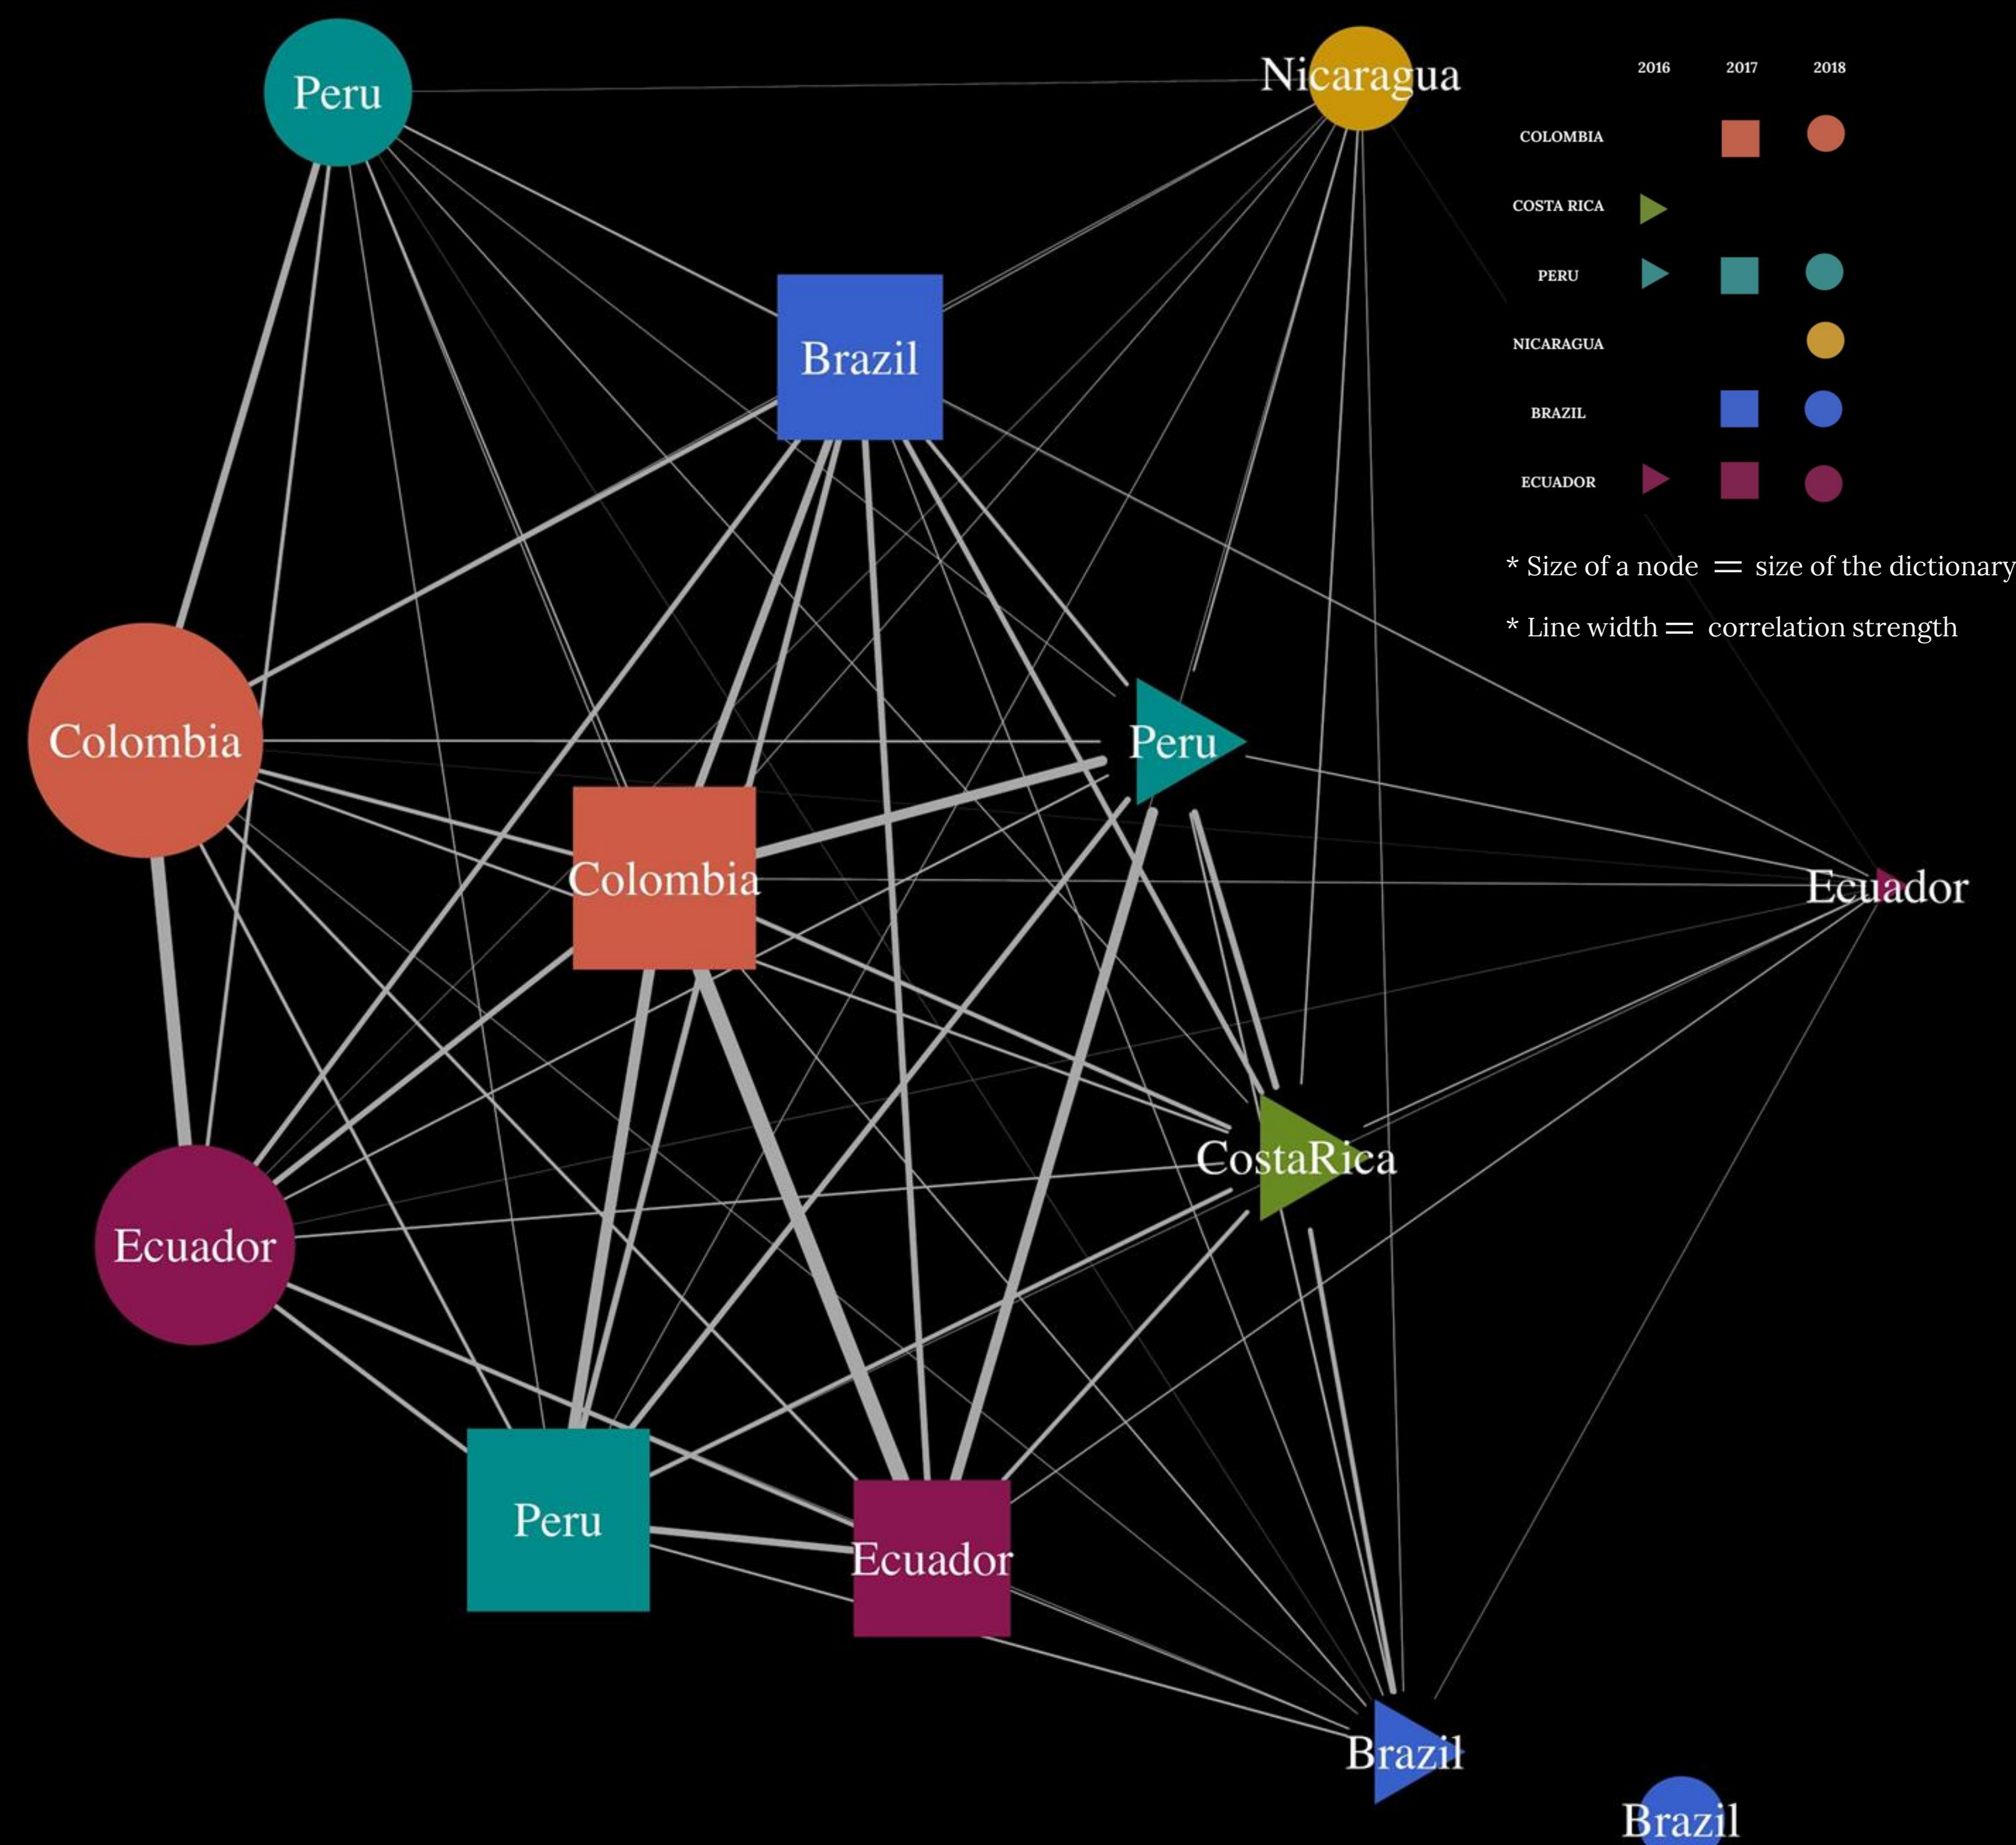 Peru
Nicaragua
2016 2017 2018
COLOMBIA
COSTA RICA
PERU
NICARAGUA
BRAZIL
ECUADOR
* Size of a node = size of the dictionary
* Line width = correlation strength
Brazil
Colombia
Peru
Colombia
Ecuador
CostaRica
Ecuador
Peru
Ecuador
Brazil
Brazil